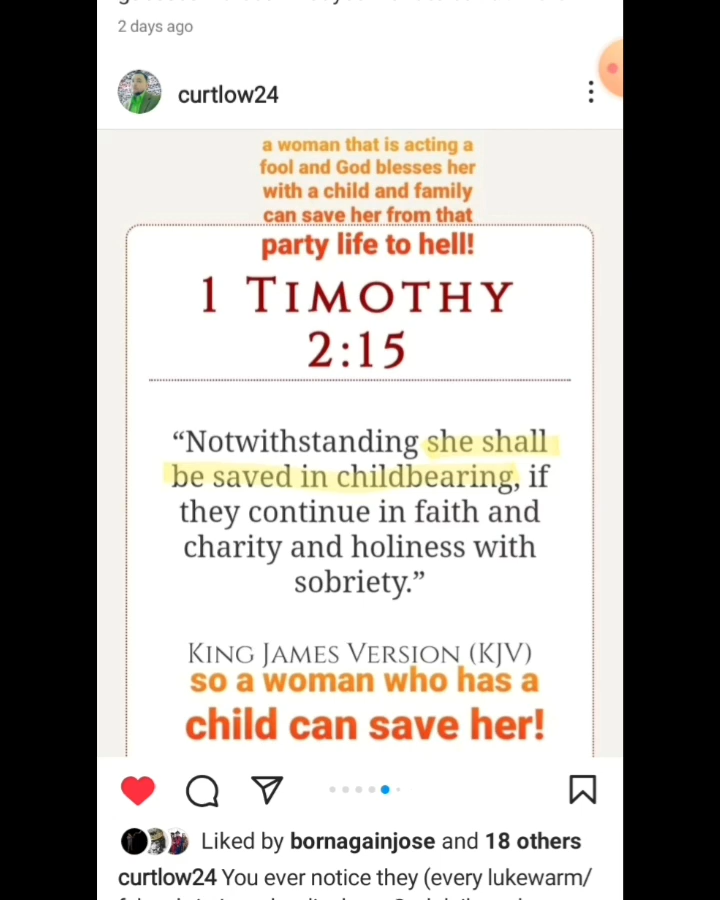 2 days ago
curtlow24
a woman that is acting a
fool and God blesses her
with a child and family
can save her from that
party life to hell!
1 TIMOTHY
2:15
“Notwithstanding she shall
be saved in childbearing, if
they continue in faith and
charity and holiness with
sobriety.”
KING JAMES VERSION (KJV)
so a woman who has a
child can save her!
Liked by bornagainjose and 18 others
curtlow24 You ever notice they (every lukewarm/